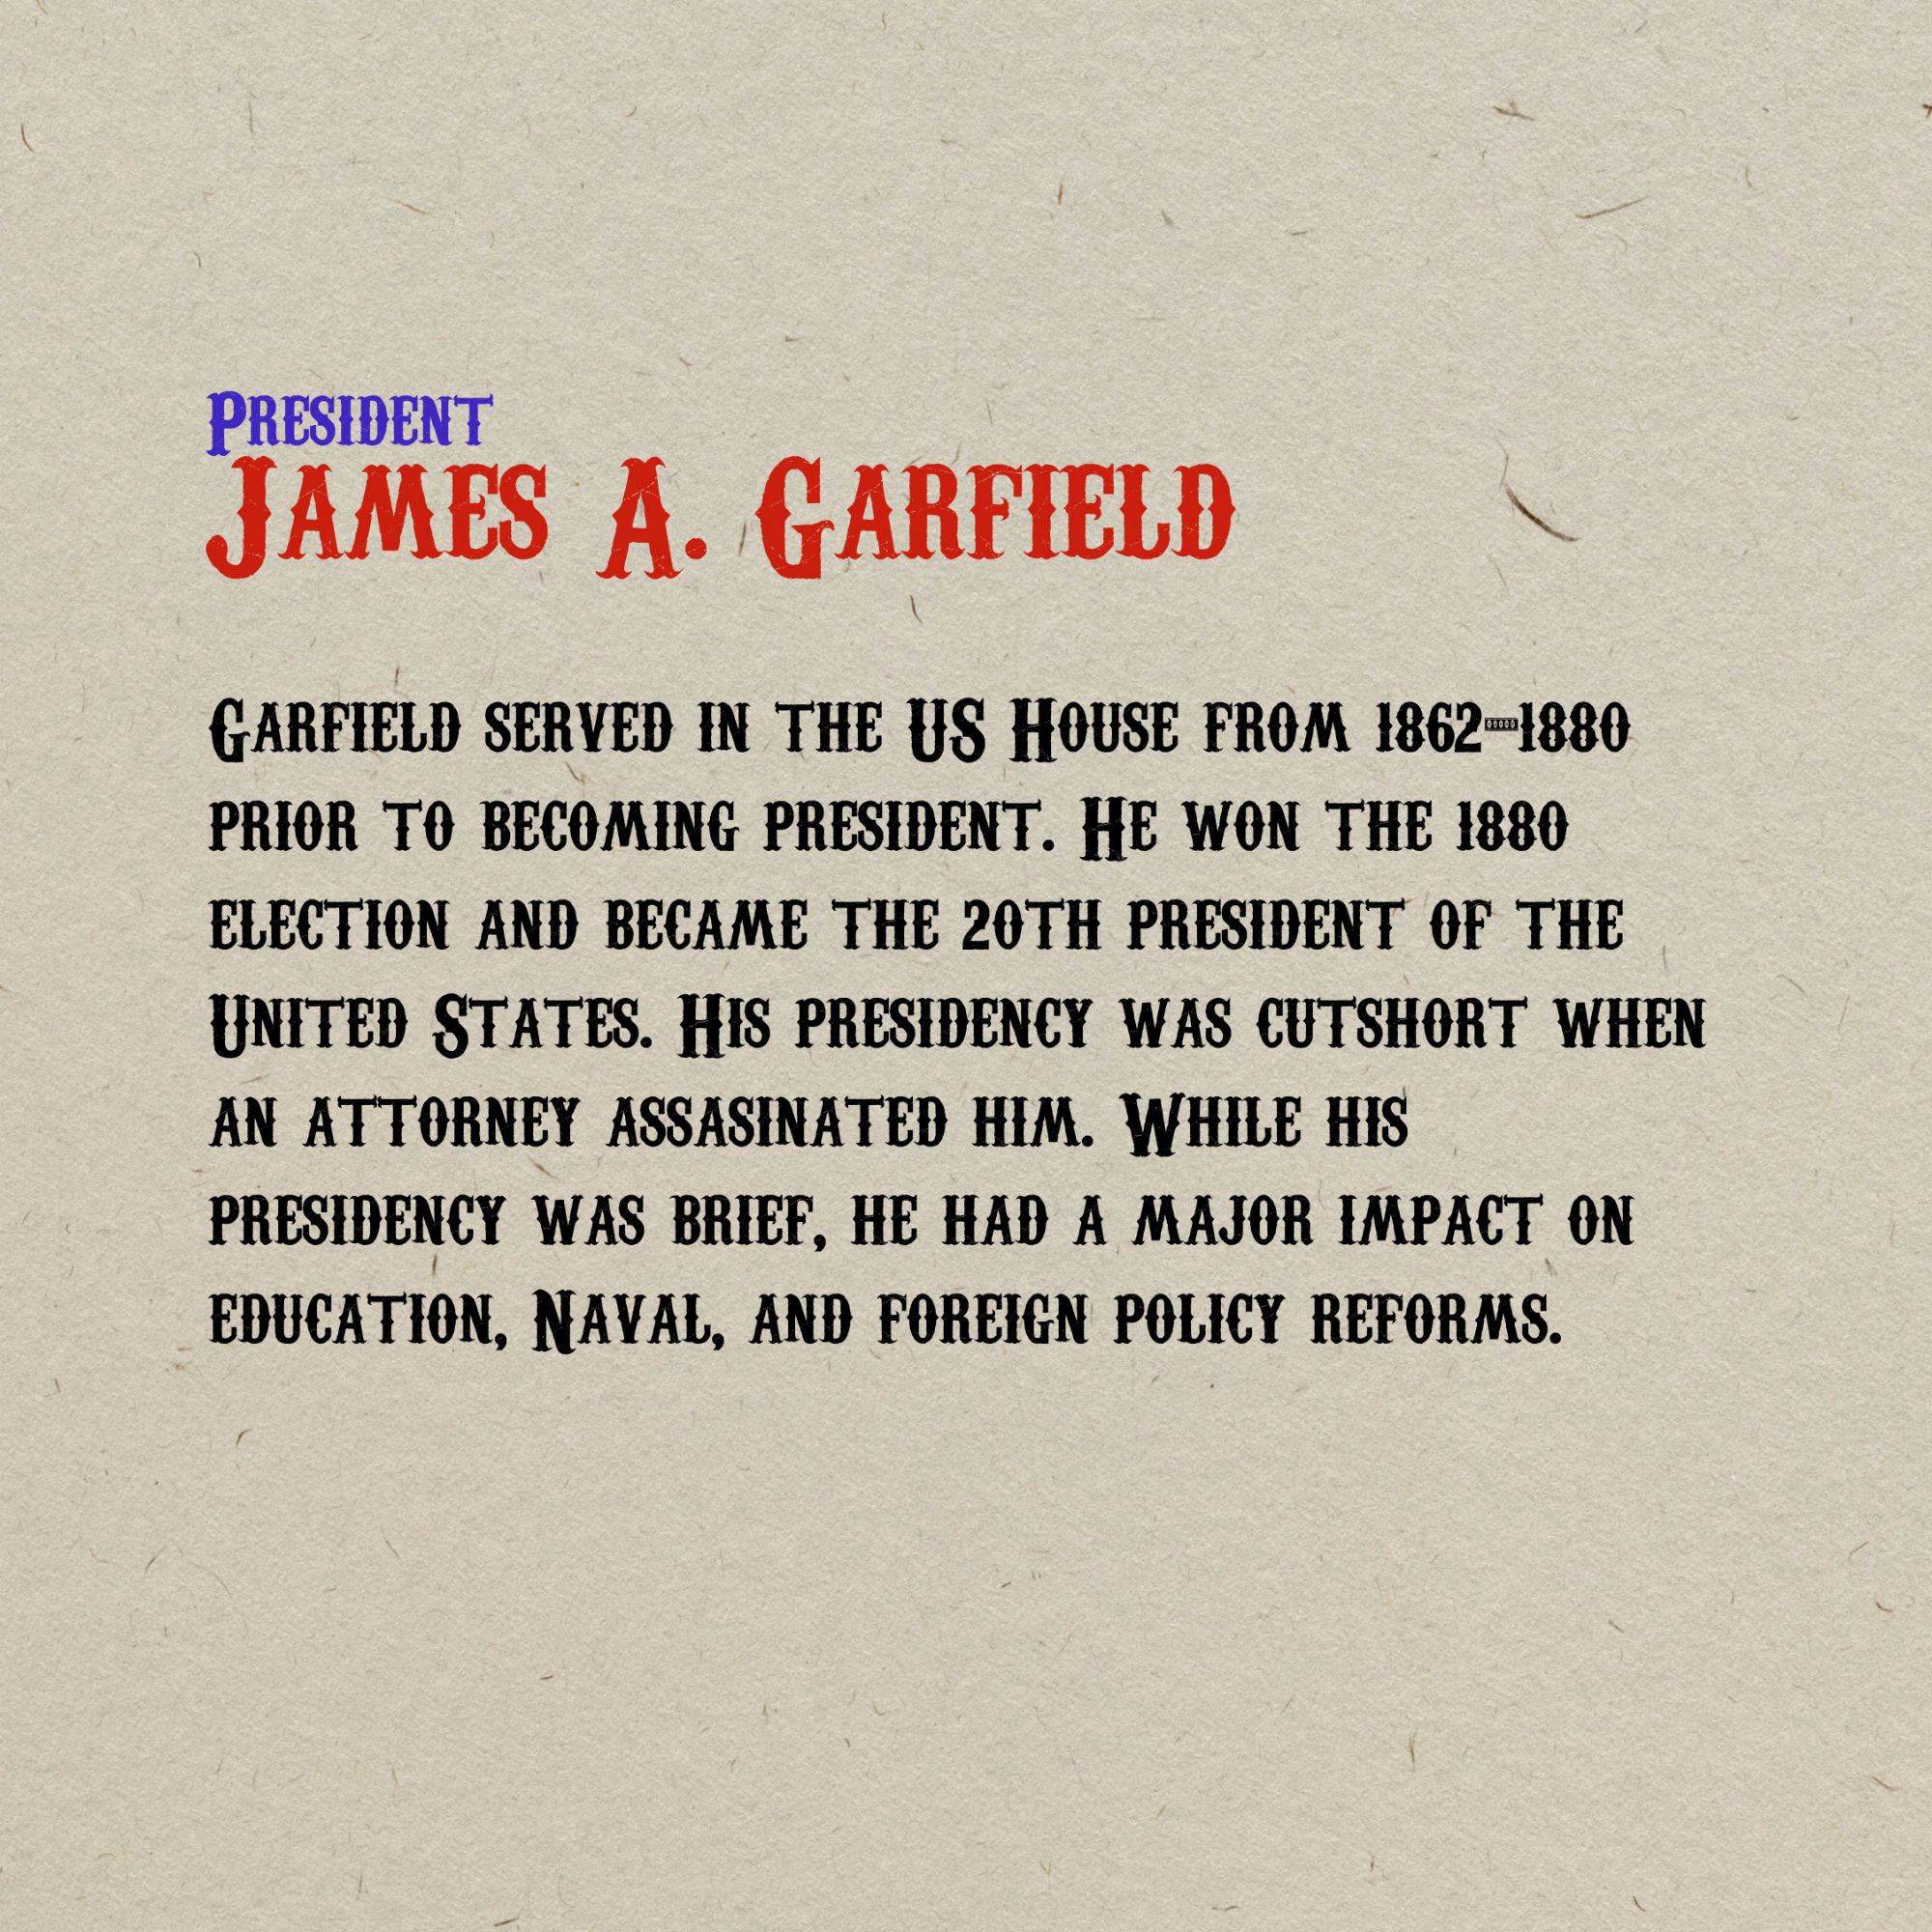 President
James A. Garfield
Garfield served in the US House from 1862–1880
prior to becoming president. He won the 1880
election and became the 20th president of the
United States. His presidency was cutshort when
an attorney assasinated him. While his
presidency was brief, he had a major impact on
education, Naval, and foreign policy reforms.